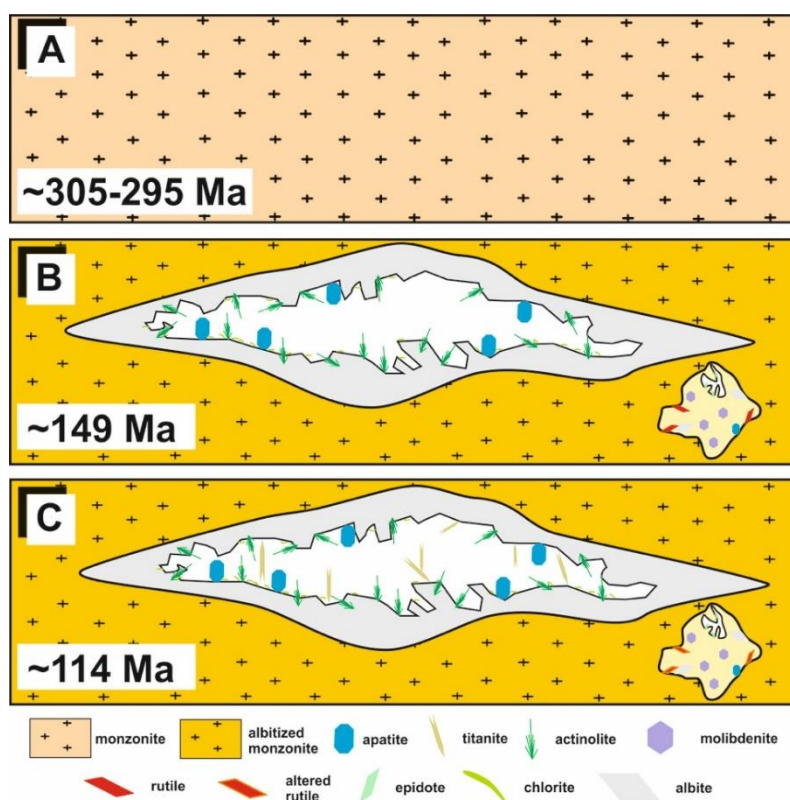 A
~305-295 Ma
B
~149 Ma
C
~114 Ma
monzonite
albitized
monzonite
apatite
titanite
actinolite
molibdenite
rutile
altered
rutile
epidote
chlorite
albite